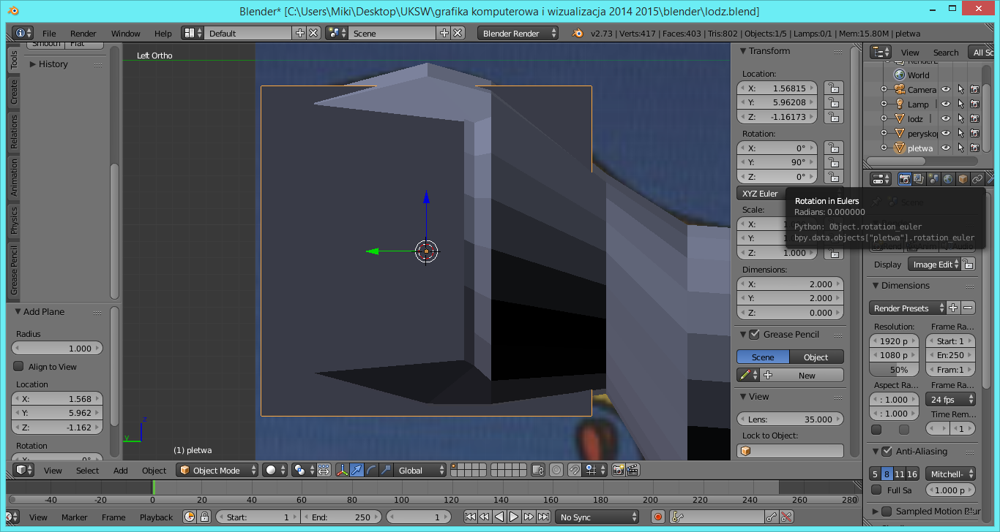 Blender* [C:\Users\Miki\Desktop\UKSW\grafika komputerowa i wizualizacja 2014 2015\blender\lodz.blend]
File Render Window Help Default Scene Blender Render v2.73 | Verts:417 | Faces:403 | Tris:802 | Objects:1/5 | Lamps:0/1 | Mem:15.80M | pletwa
Smooth Flat
History
Tools
Create
Relations
Animation
Physics
Grease Pencil
Add Plane
Radius
1.000
Align to View
Location
X: 1.568
Y: 5.962
Z: -1.162
Rotation
X: 0°
Left Ortho
z
y
(1) pletwa
Transform
Location:
X: 1.56815
Y: 5.96208
Z: -1.16173
Rotation:
X: 0°
Y: 90°
Z: 0°
XYZ Euler
Scale:
X:
Y:
Z: 1.000
Dimensions:
X: 2.000
Y: 2.000
Z: 0.000
Grease Pencil
Scene Object
New
View
Lens: 35.000
Lock to Object:
Rotation in Eulers
Radians: 0.000000
Python: Object.rotation_euler
bpy.data.objects["pletwa"].rotation_euler
View Search All Sc
World
Camera
Lamp
lodz
perysko
pletwa
Scene
Display Image Edit
Dimensions
Render Presets
Resolution: Frame Ra...
1920 p Start: 1
1080 p En:250
50% Fram:1
Aspect Ra... Frame Ra...
: 1.000 24 fps
: 1.000 Time Rem...
1
Anti-Aliasing
5 8 11 16 Mitchell-
Full Sa 1.000 p
Sampled Motion Blur
View Select Add Object Object Mode Global
-40 -20 0 20 40 60 80 100 120 140 160 180 200 220 240 260 280
View Marker Frame Playback Start: 1 End: 250 1 No Sync